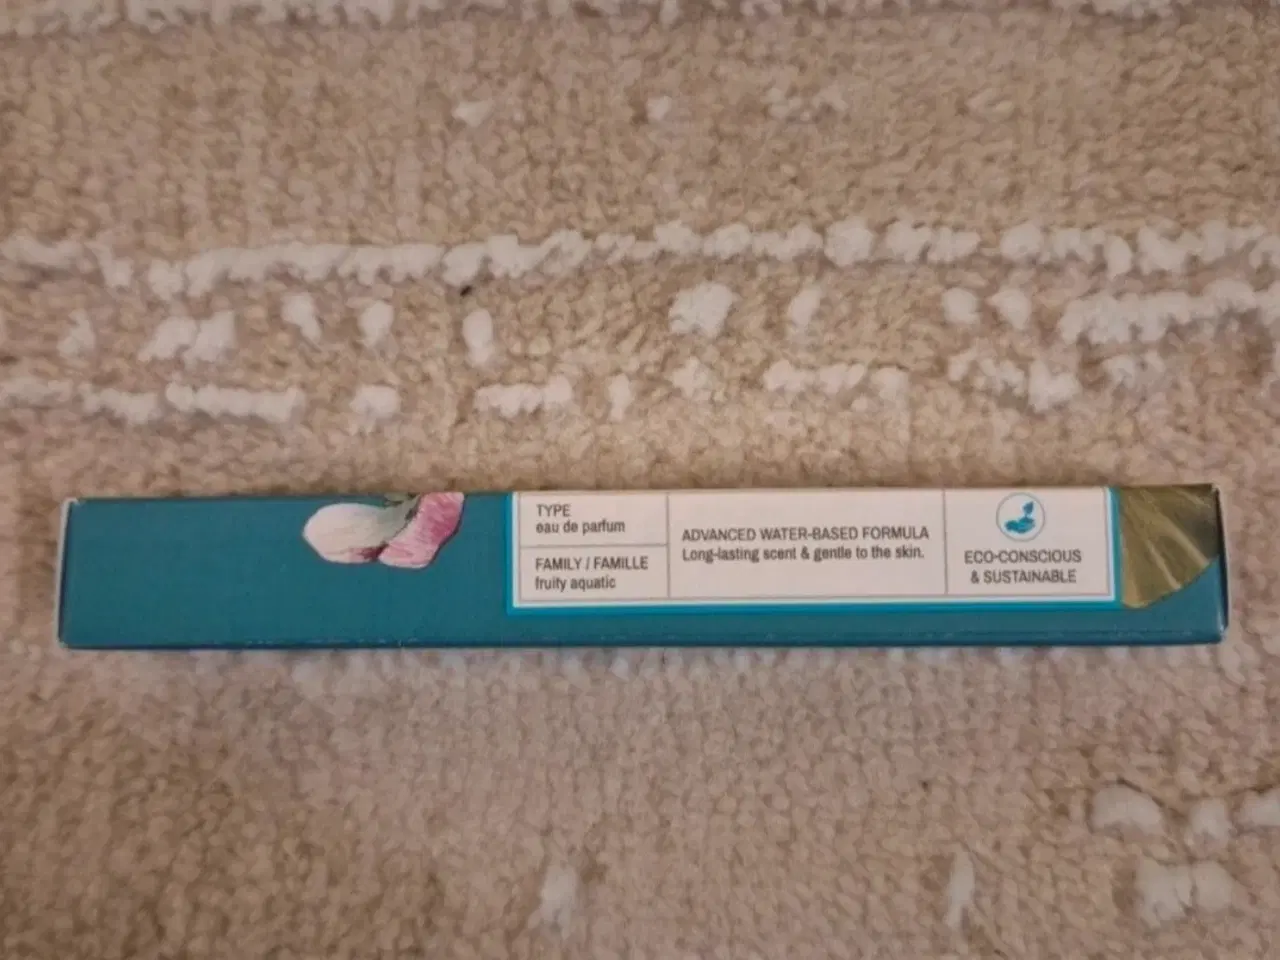 TYPE
eau de parfum
FAMILY / FAMILLE
fruity aquatic
ADVANCED WATER-BASED FORMULA
Long-lasting scent & gentle to the skin.
ECO-CONSCIOUS
& SUSTAINABLE